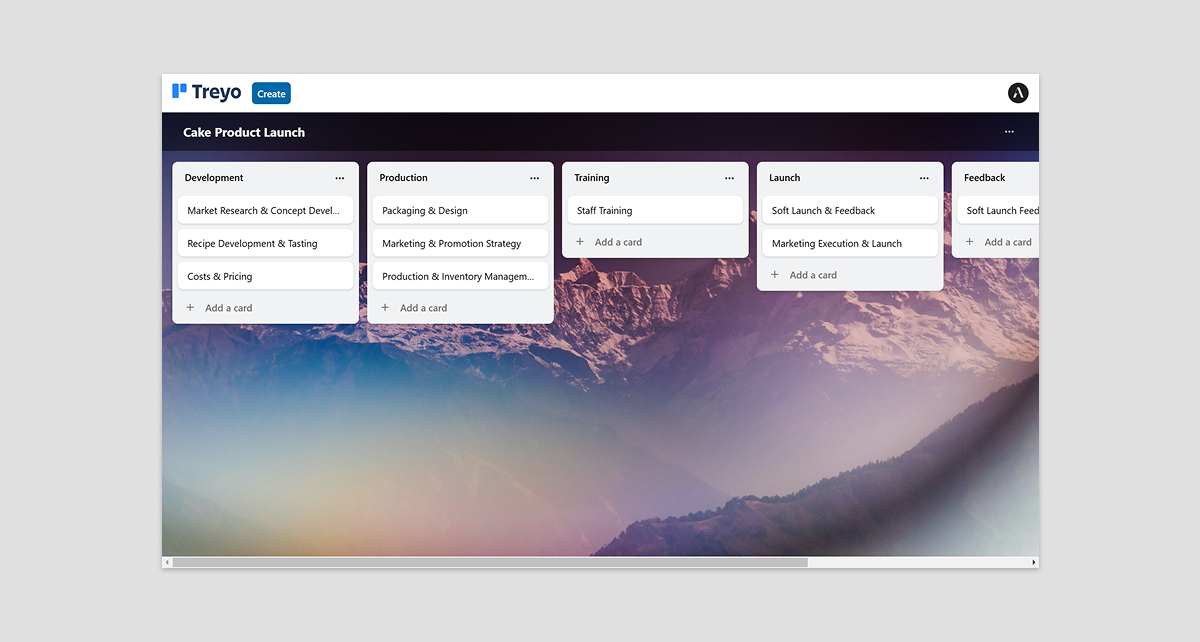 Treyo
Create
Cake Product Launch
Development
Market Research & Concept Devel...
Recipe Development & Tasting
Costs & Pricing
Add a card
Production
Packaging & Design
Marketing & Promotion Strategy
Production & Inventory Managem...
Add a card
Training
Staff Training
Add a card
Launch
Soft Launch & Feedback
Marketing Execution & Launch
Add a card
Feedback
Soft Launch Feed
Add a card